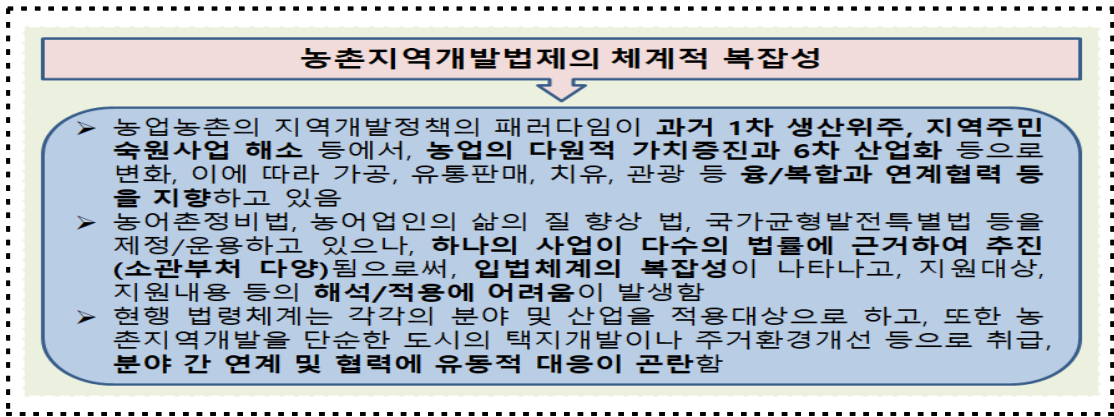 농촌지역개발법제의 체계적 복잡성
➢ 농업농촌의 지역개발정책의 패러다임이 과거 1차 생산위주, 지역주민
숙원사업 해소 등에서, 농업의 다원적 가치증진과 6차 산업화 등으로
변화, 이에 따라 가공, 유통판매, 치유, 관광 등 융/복합과 연계협력 등
을 지향하고 있음
➢ 농어촌정비법, 농어업인의 삶의 질 향상 법, 국가균형발전특별법 등을
제정/운용하고 있으나, 하나의 사업이 다수의 법률에 근거하여 추진
(소관부처 다양)됨으로써, 입법체계의 복잡성이 나타나고, 지원대상,
지원내용 등의 해석/적용에 어려움이 발생함
➢ 현행 법령체계는 각각의 분야 및 산업을 적용대상으로 하고, 또한 농
촌지역개발을 단순한 도시의 택지개발이나 주거환경개선 등으로 취급,
분야 간 연계 및 협력에 유동적 대응이 곤란함